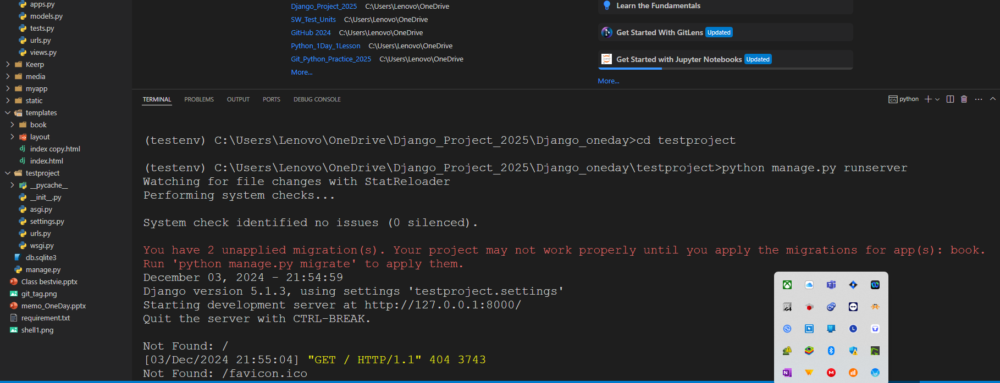 apps.py
models.py
tests.py
urls.py
views.py
Keerp
media
myapp
static
templates
book
layout
index copy.html
index.html
testproject
__pycache__
__init__.py
asgi.py
settings.py
urls.py
wsgi.py
db.sqlite3
manage.py
Class bestvie.pptx
git_tag.png
memo_OneDay.pptx
requirement.txt
shell1.png
Django_Project_2025 C:\Users\Lenovo\OneDrive
SW_Test_Units C:\Users\Lenovo\OneDrive
GitHub 2024 C:\Users\Lenovo\OneDrive
Python_1Day_1Lesson C:\Users\Lenovo\OneDrive
Git_Python_Practice_2025 C:\Users\Lenovo\OneDrive
More...
Learn the Fundamentals
Get Started With GitLens Updated
Get Started with Jupyter Notebooks Updated
More...
TERMINAL PROBLEMS OUTPUT PORTS DEBUG CONSOLE
python
(testenv) C:\Users\Lenovo\OneDrive\Django_Project_2025\Django_oneday>cd testproject
(testenv) C:\Users\Lenovo\OneDrive\Django_Project_2025\Django_oneday\testproject>python manage.py runserver
Watching for file changes with StatReloader
Performing system checks...
System check identified no issues (0 silenced).
You have 2 unapplied migration(s). Your project may not work properly until you apply the migrations for app(s): book.
Run 'python manage.py migrate' to apply them.
December 03, 2024 - 21:54:59
Django version 5.1.3, using settings 'testproject.settings'
Starting development server at http://127.0.0.1:8000/
Quit the server with CTRL-BREAK.
Not Found: /
[03/Dec/2024 21:55:04] "GET / HTTP/1.1" 404 3743
Not Found: /favicon.ico